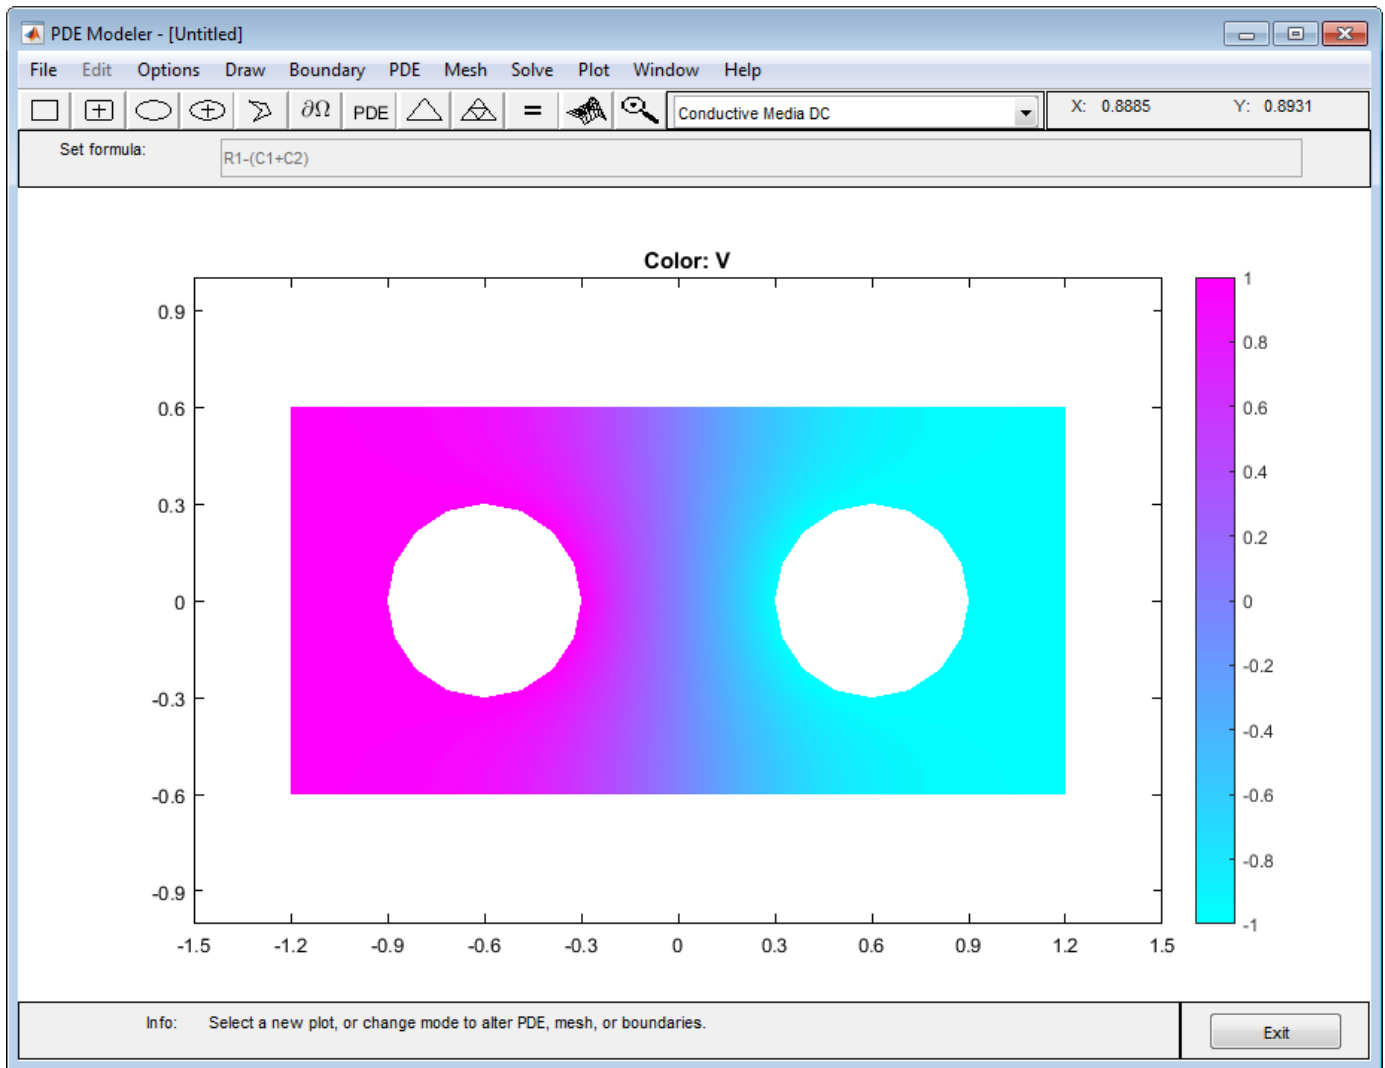 PDE Modeler - [Untitled]
File Edit Options Draw Boundary PDE Mesh Solve Plot Window Help
∂Ω PDE = Conductive Media DC X: 0.8885 Y: 0.8931
Set formula: R1-(C1+C2)
Color: V
0.9
0.6
0.3
0
-0.3
-0.6
-0.9
-1.5 -1.2 -0.9 -0.6 -0.3 0 0.3 0.6 0.9 1.2 1.5
1
0.8
0.6
0.4
0.2
0
-0.2
-0.4
-0.6
-0.8
-1
Info: Select a new plot, or change mode to alter PDE, mesh, or boundaries.
Exit